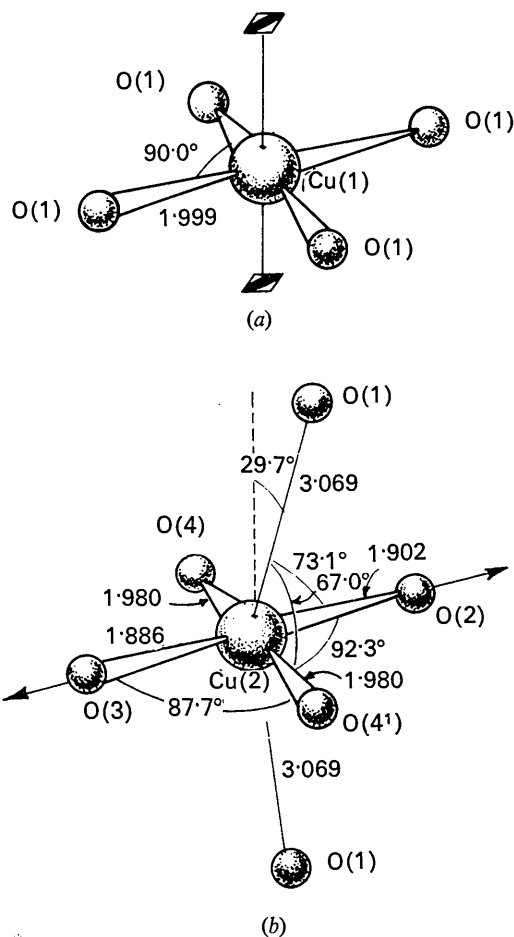 O(1)
O(1)
90·0°
Cu(1)
O(1)
1·999
O(1)
(a)
O(1)
29·7°
3·069
O(4)
73·1°
1·902
67·0°
1·980
O(2)
1·886
92·3°
Cu(2)
1·980
O(3)
87·7°
O(4¹)
3·069
O(1)
(b)